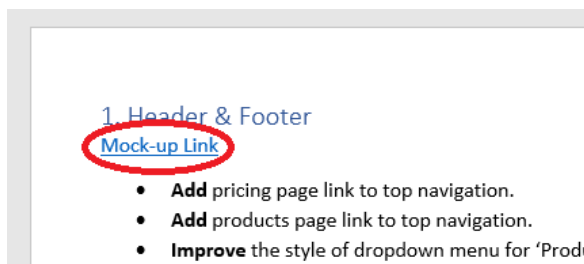 1. Header & Footer
Mock-up Link
• Add pricing page link to top navigation.
• Add products page link to top navigation.
• Improve the style of dropdown menu for ‘Produ